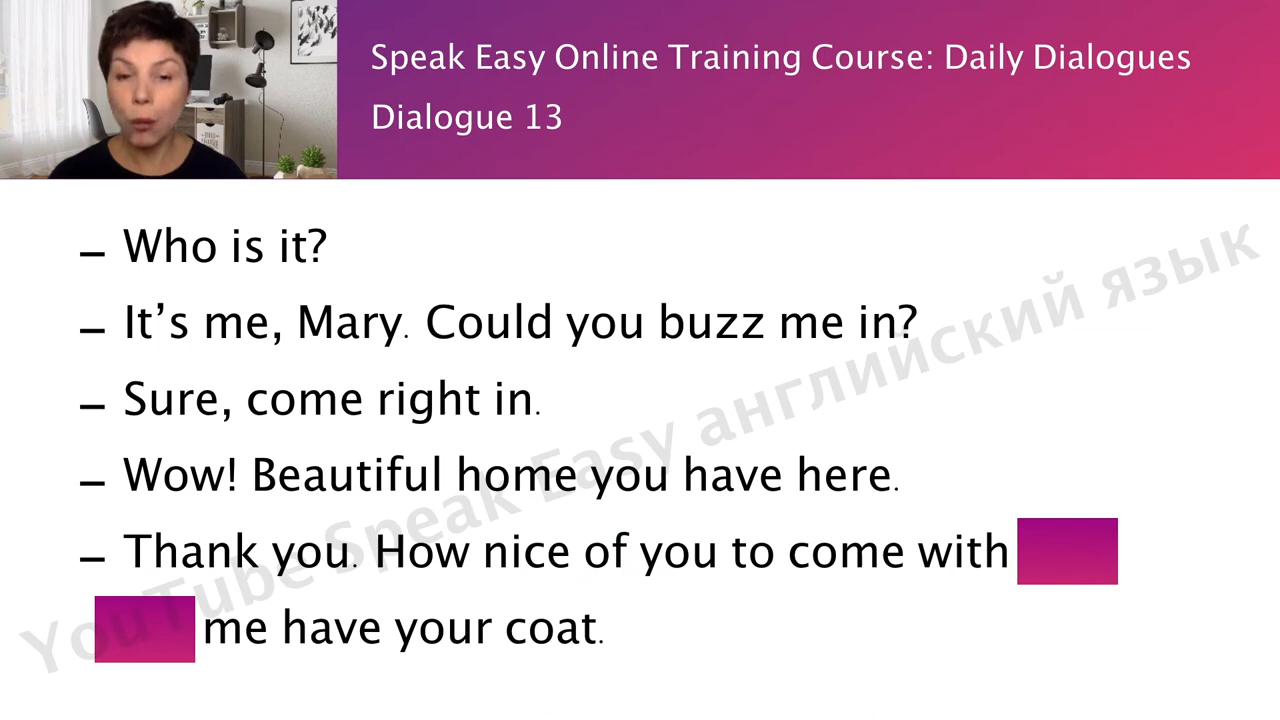 Speak Easy Online Training Course: Daily Dialogues
Dialogue 13
– Who is it?
– It’s me, Mary. Could you buzz me in?
– Sure, come right in.
– Wow! Beautiful home you have here.
– Thank you. How nice of you to come with
me have your coat.
YouTube Speak Easy английский язык